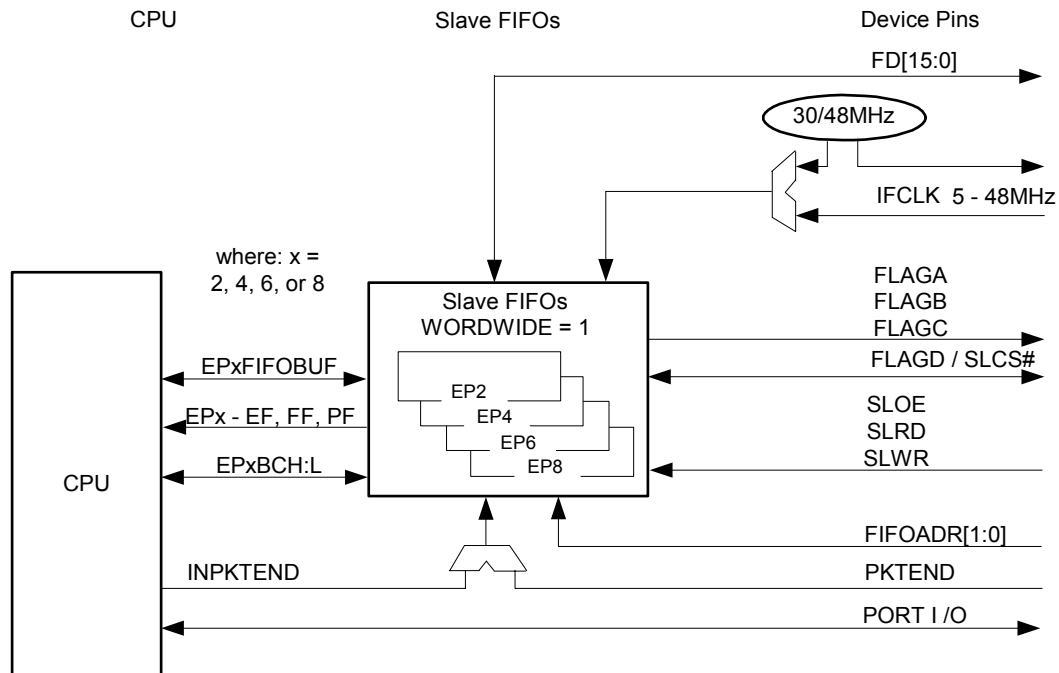 CPU
Slave FIFOs
Device Pins
FD[15:0]
30/48MHz
IFCLK 5 - 48MHz
where: x =
2, 4, 6, or 8
Slave FIFOs
WORDWIDE = 1
FLAGA
FLAGB
FLAGC
FLAGD / SLCS#
EPxFIFOBUF
EPx - EF, FF, PF
EPxBCH:L
EP2
EP4
EP6
EP8
SLOE
SLRD
SLWR
CPU
FIFOADR[1:0]
INPKTEND
PKTEND
PORT I /O